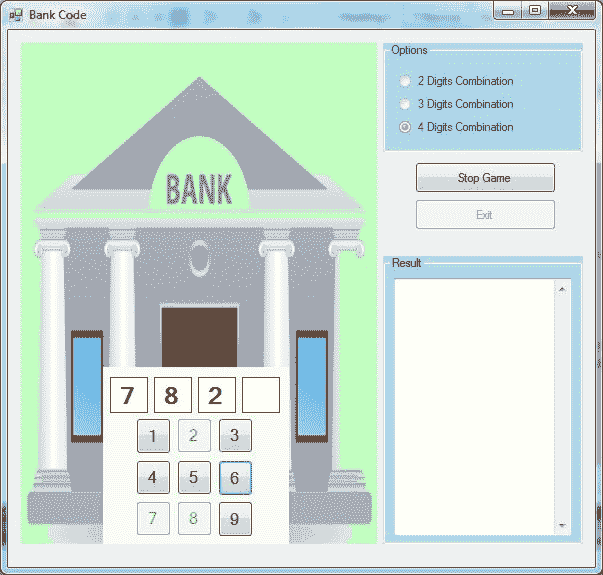 Bank Code
Options
2 Digits Combination
3 Digits Combination
4 Digits Combination
BANK
Stop Game
Exit
Result
7 8 2
1 2 3
4 5 6
7 8 9